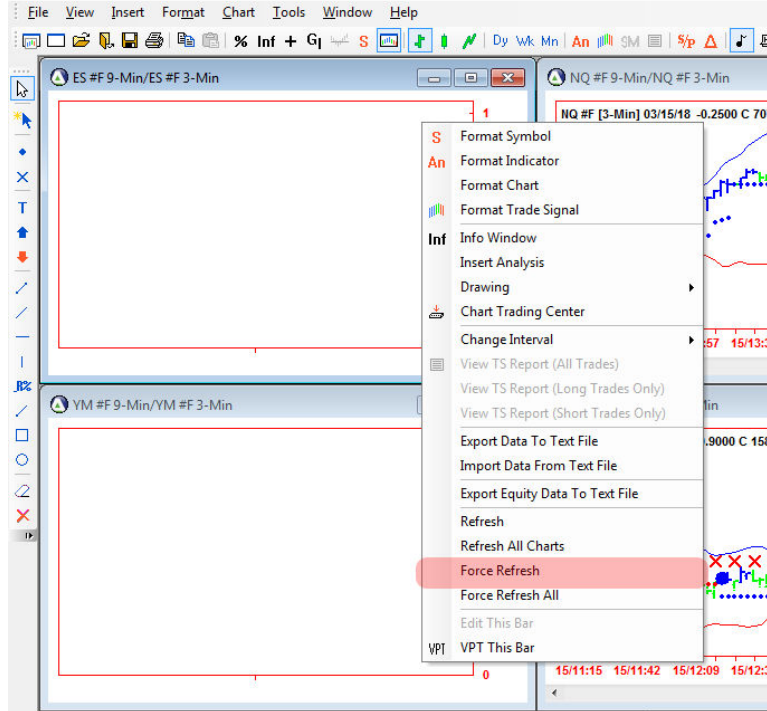 File View Insert Format Chart Tools Window Help
% Inf + GI S Dy Wk Mn An SM S/P
ES #F 9-Min/ES #F 3-Min
NQ #F 9-Min/NQ #F 3-Min
1
NQ #F [3-Min] 03/15/18 -0.2500 C 70
S Format Symbol
An Format Indicator
Format Chart
Format Trade Signal
Inf Info Window
Insert Analysis
Drawing
Chart Trading Center
Change Interval
:57 15/13:
View TS Report (All Trades)
View TS Report (Long Trades Only)
View TS Report (Short Trades Only)
YM #F 9-Min/YM #F 3-Min
Min
Export Data To Text File
.9000 C 15
Import Data From Text File
Export Equity Data To Text File
Refresh
Refresh All Charts
Force Refresh
Force Refresh All
Edit This Bar
VPT VPT This Bar
0
15/11:15 15/11:42 15/12:09 15/12:
T
R%